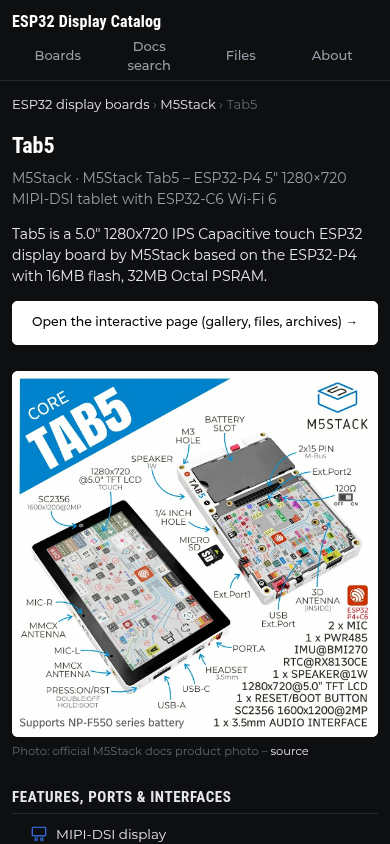 ESP32 Display Catalog
Boards
Docs
search
Files
About
ESP32 display boards › M5Stack › Tab5
Tab5
M5Stack · M5Stack Tab5 – ESP32-P4 5" 1280×720
MIPI-DSI tablet with ESP32-C6 Wi-Fi 6
Tab5 is a 5.0" 1280x720 IPS Capacitive touch ESP32
display board by M5Stack based on the ESP32-P4
with 16MB flash, 32MB Octal PSRAM.
Open the interactive page (gallery, files, archives) →
CORE
TAB5
M5STACK
BATTERY
SLOT
M3
HOLE
SPEAKER
1W
2x15 PIN
M-Bus
Ext.Port2
1280x720
@5.0" TFT LCD
TOUCH
120Ω
OFF ON
SC2356
1600x1200@2MP
1/4 INCH
HOLE
MICRO
SD
TAB5
Ext.Port1
USB
Ext.Port
3D
ANTENNA
(INSIDE)
ESP32
P4+C6
MIC-R
MMCX
ANTENNA
MIC-L
MMCX
ANTENNA
PRESS:ON/RST
DOUBLE:OFF
HOLD:BOOT
USB-A
USB-C
HEADSET
3.5mm
PORT.A
2 x MIC
1 x PWR485
IMU@BMI270
RTC@RX8130CE
1 x SPEAKER@1W
1280x720@5.0" TFT LCD
1 x RESET/BOOT BUTTON
SC2356 1600x1200@2MP
1 x 3.5mm AUDIO INTERFACE
Supports NP-F550 series battery
Photo: official M5Stack docs product photo – source
FEATURES, PORTS & INTERFACES
MIPI-DSI display